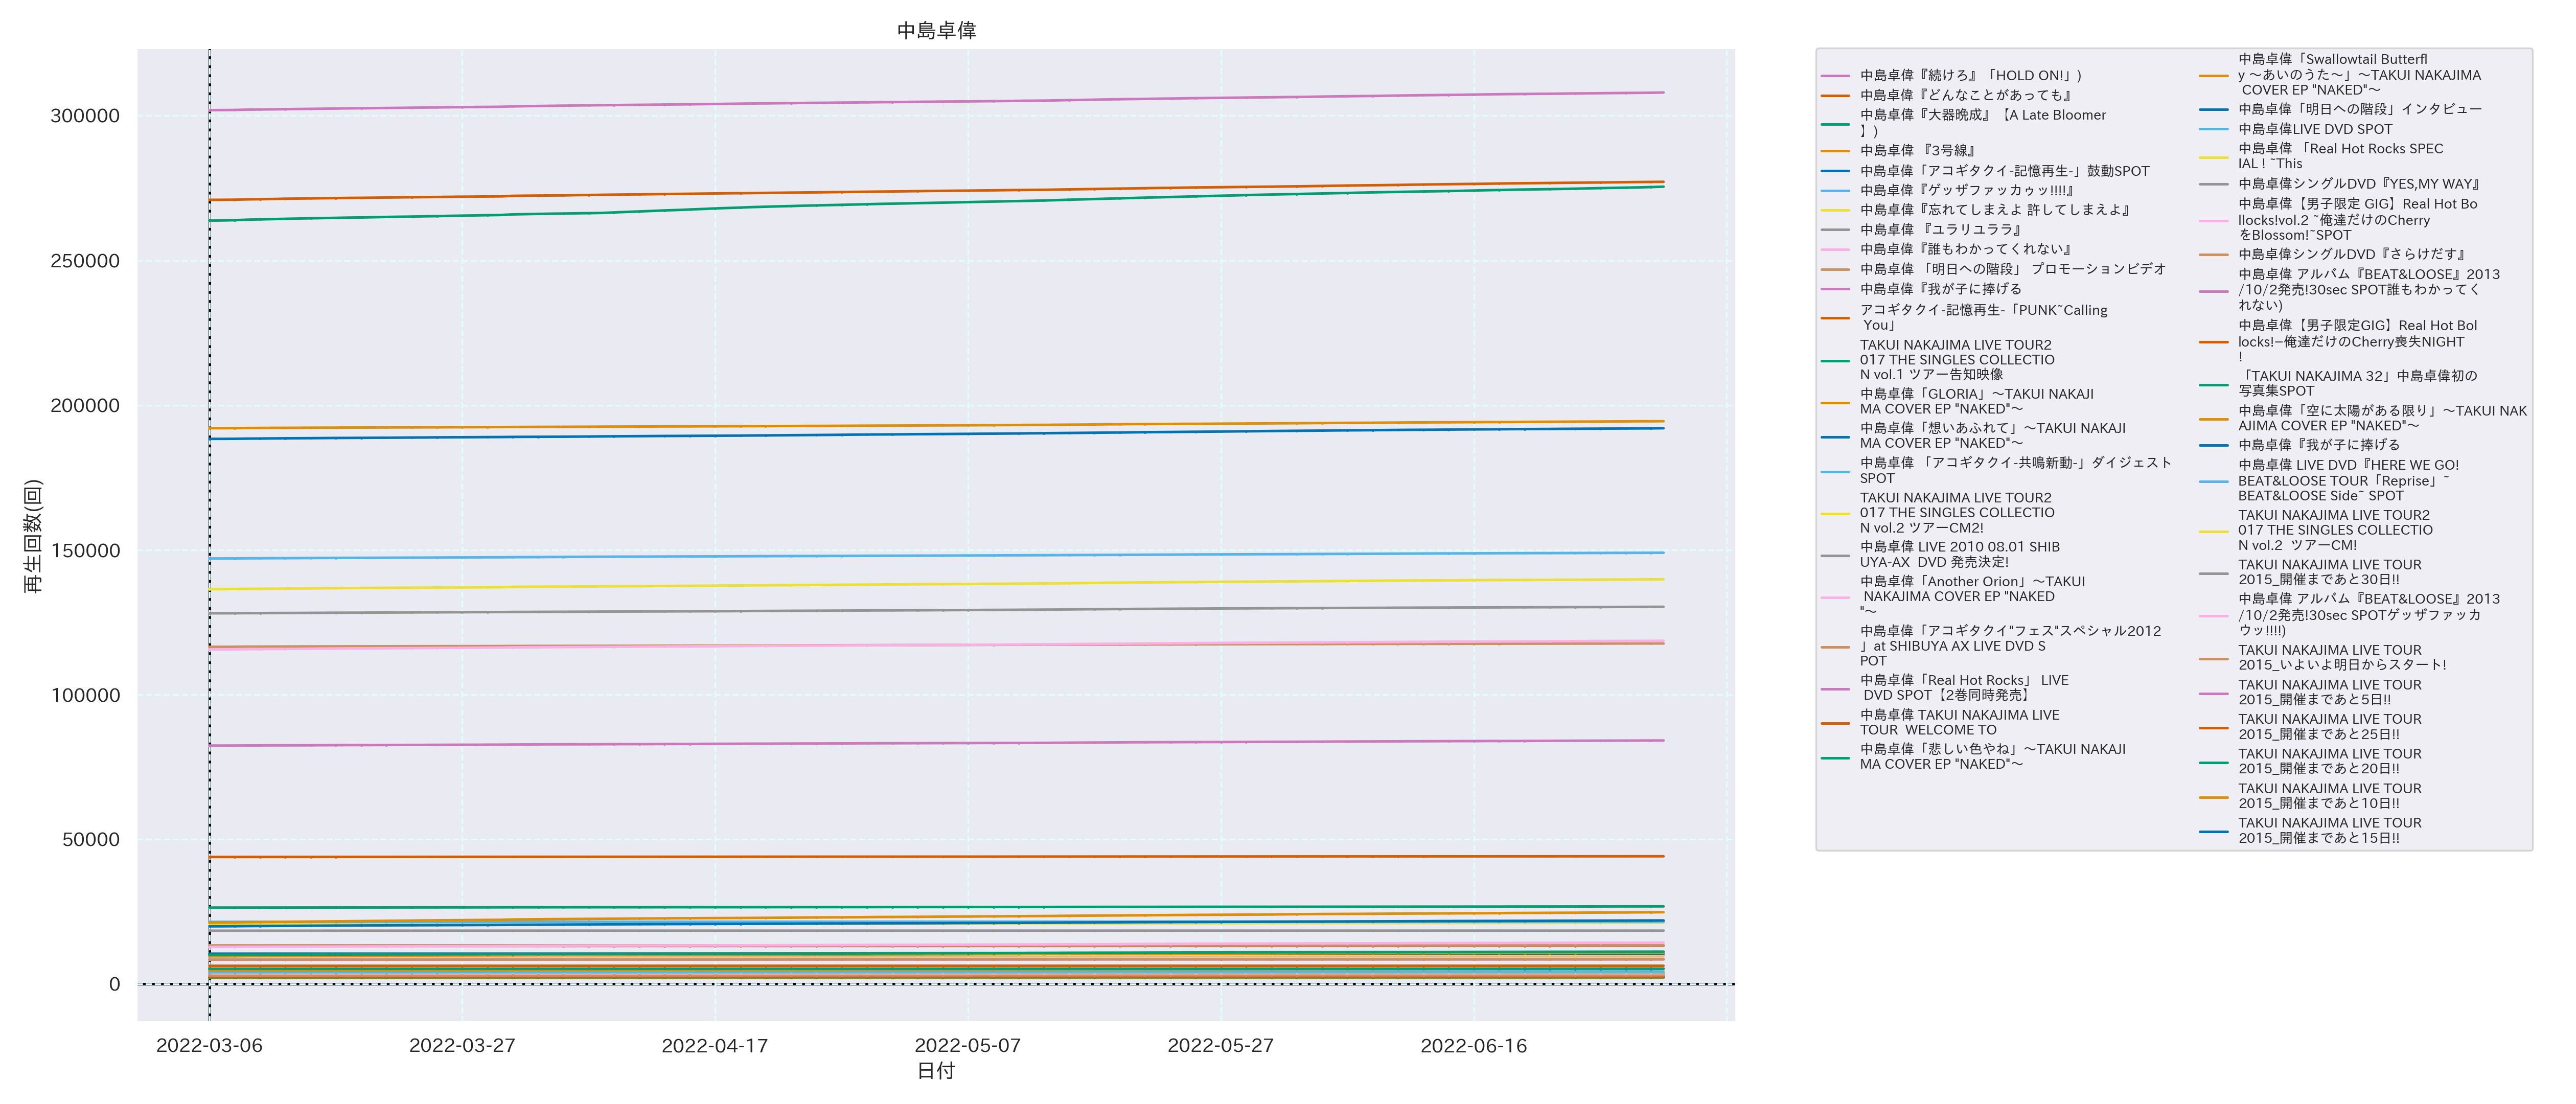 中島卓偉
300000
250000
200000
150000
100000
50000
0
再生回数(回)
2022-03-06
2022-03-27
2022-04-17
2022-05-07
2022-05-27
2022-06-16
日付
中島卓偉『続けろ』「HOLD ON!」)
中島卓偉『どんなことがあっても』
中島卓偉『大器晩成』【A Late Bloomer
】)
中島卓偉 『3号線』
中島卓偉「アコギタクイ-記憶再生-」鼓動SPOT
中島卓偉『ゲッザファッカゥッ!!!!』
中島卓偉『忘れてしまえよ 許してしまえよ』
中島卓偉 『ユラリユララ』
中島卓偉『誰もわかってくれない』
中島卓偉 「明日への階段」 プロモーションビデオ
中島卓偉『我が子に捧げる
アコギタクイ-記憶再生-「PUNK~Calling
You」
TAKUI NAKAJIMA LIVE TOUR2
017 THE SINGLES COLLECTIO
N vol.1 ツアー告知映像
中島卓偉「GLORIA」〜TAKUI NAKAJI
MA COVER EP "NAKED"〜
中島卓偉「想いあふれて」〜TAKUI NAKAJI
MA COVER EP "NAKED"〜
中島卓偉 「アコギタクイ-共鳴新動-」ダイジェスト
SPOT
TAKUI NAKAJIMA LIVE TOUR2
017 THE SINGLES COLLECTIO
N vol.2 ツアーCM2!
中島卓偉 LIVE 2010 08.01 SHIB
UYA-AX  DVD 発売決定!
中島卓偉「Another Orion」〜TAKUI
NAKAJIMA COVER EP "NAKED
"〜
中島卓偉「アコギタクイ"フェス"スペシャル2012
」at SHIBUYA AX LIVE DVD S
POT
中島卓偉「Real Hot Rocks」 LIVE
DVD SPOT【2巻同時発売】
中島卓偉 TAKUI NAKAJIMA LIVE
TOUR  WELCOME TO
中島卓偉「悲しい色やね」〜TAKUI NAKAJI
MA COVER EP "NAKED"〜
中島卓偉「Swallowtail Butterfl
y 〜あいのうた〜」〜TAKUI NAKAJIMA
COVER EP "NAKED"〜
中島卓偉「明日への階段」インタビュー
中島卓偉LIVE DVD SPOT
中島卓偉 「Real Hot Rocks SPEC
IAL ! ~This
中島卓偉シングルDVD『YES,MY WAY』
中島卓偉【男子限定 GIG】Real Hot Bo
llocks!vol.2 ~俺達だけのCherry
をBlossom!~SPOT
中島卓偉シングルDVD『さらけだす』
中島卓偉 アルバム『BEAT&LOOSE』2013
/10/2発売!30sec SPOT誰もわかってく
れない)
中島卓偉【男子限定GIG】Real Hot Bol
locks!−俺達だけのCherry喪失NIGHT
!
「TAKUI NAKAJIMA 32」中島卓偉初の
写真集SPOT
中島卓偉「空に太陽がある限り」〜TAKUI NAK
AJIMA COVER EP "NAKED"〜
中島卓偉『我が子に捧げる
中島卓偉 LIVE DVD『HERE WE GO!
BEAT&LOOSE TOUR「Reprise」~
BEAT&LOOSE Side~ SPOT
TAKUI NAKAJIMA LIVE TOUR2
017 THE SINGLES COLLECTIO
N vol.2  ツアーCM!
TAKUI NAKAJIMA LIVE TOUR
2015_開催まであと30日!!
中島卓偉 アルバム『BEAT&LOOSE』2013
/10/2発売!30sec SPOTゲッザファッカ
ウッ!!!!)
TAKUI NAKAJIMA LIVE TOUR
2015_いよいよ明日からスタート!
TAKUI NAKAJIMA LIVE TOUR
2015_開催まであと5日!!
TAKUI NAKAJIMA LIVE TOUR
2015_開催まであと25日!!
TAKUI NAKAJIMA LIVE TOUR
2015_開催まであと20日!!
TAKUI NAKAJIMA LIVE TOUR
2015_開催まであと10日!!
TAKUI NAKAJIMA LIVE TOUR
2015_開催まであと15日!!